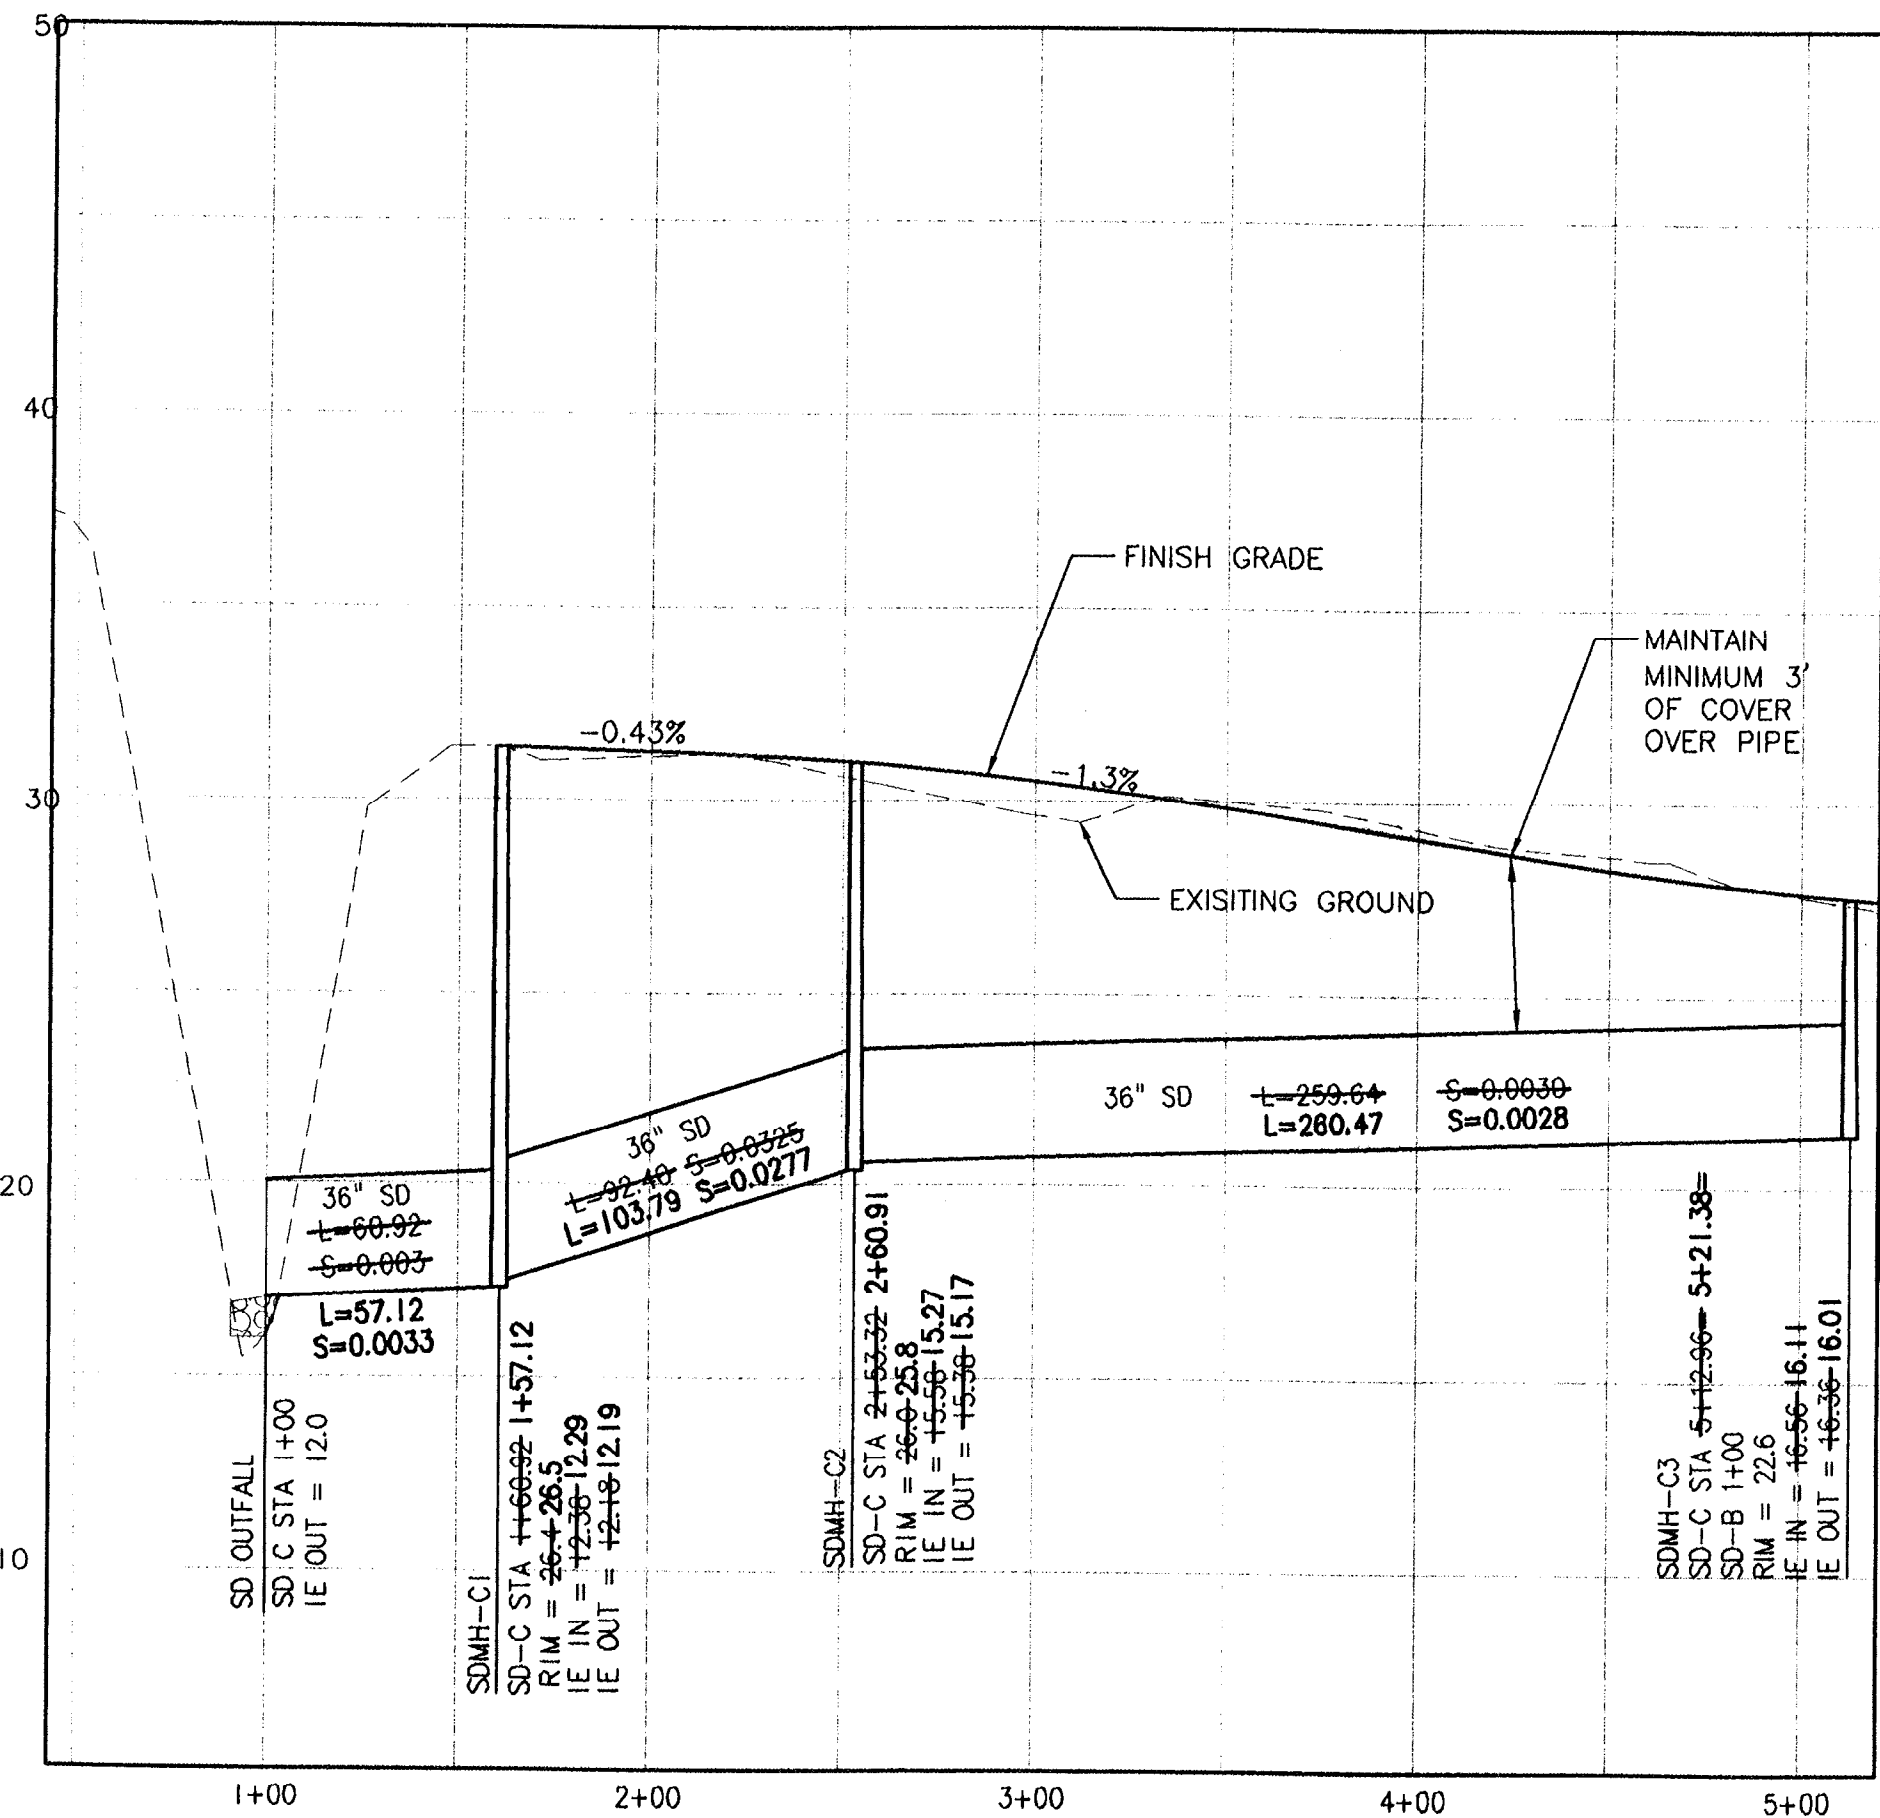 50
40
30
20
10
FINISH GRADE
MAINTAIN
MINIMUM 3'
OF COVER
OVER PIPE
-0.43%
-1.3%
EXISITING GROUND
36" SD
L=60.92
S=0.003
L=57.12
S=0.0033
36" SD
L=92.40 S=0.0325
L=103.79 S=0.0277
36" SD L=259.64 S=0.0030
L=260.47 S=0.0028
SD OUTFALL
SD C STA 1+00
IE OUT = 12.0
SDMH-C1
SD-C STA 1+60.92 1+57.12
RIM = 26.4 26.5
IE IN = 12.38 12.29
IE OUT = 12.18 12.19
SDMH-C2
SD-C STA 2+53.32 2+60.91
RIM = 26.0 25.8
IE IN = 15.58 15.27
IE OUT = 15.38 15.17
SDMH-C3
SD-C STA 5+12.96= 5+21.38=
SD-B 1+00
RIM = 22.6
IE IN = 16.56 16.11
IE OUT = 16.36 16.01
1+00 2+00 3+00 4+00 5+00